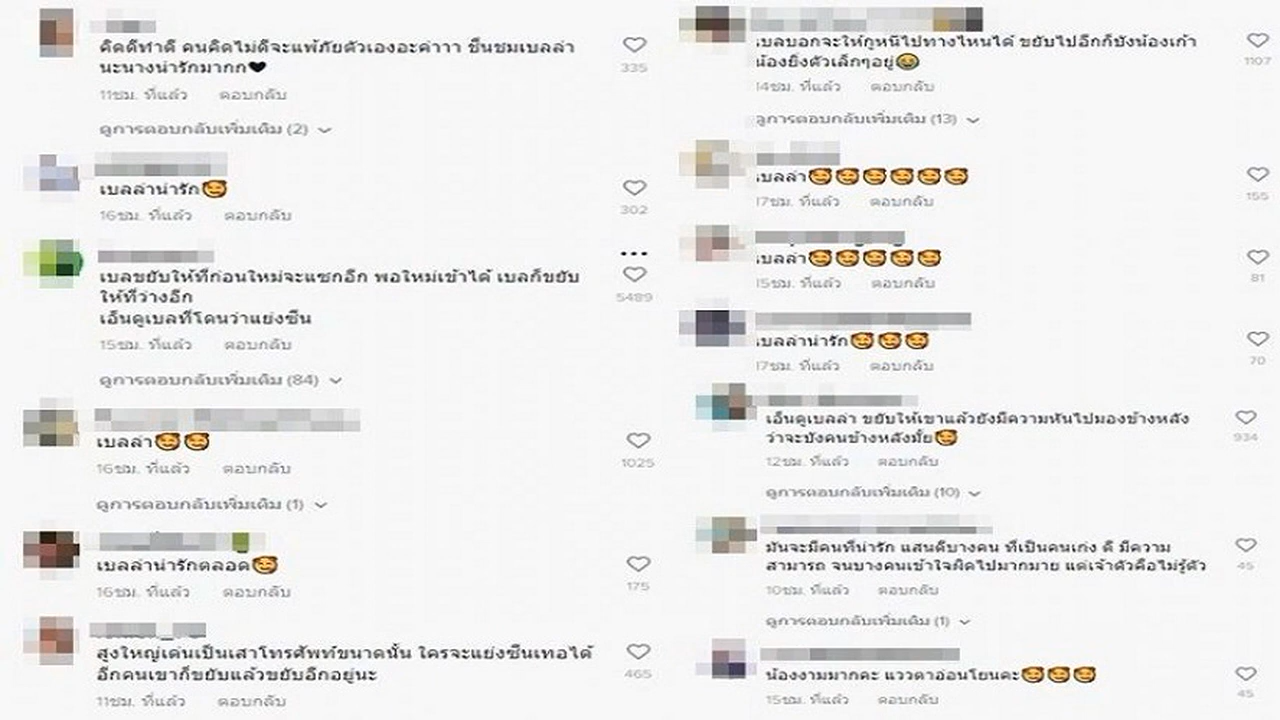 คิดดีทำดี คนคิดไม่ดีจะแพ้ภัยตัวเองอะค่าาา ชื่นชมเบลล่า
นะนางน่ารักมากก🖤
335
11ชม. ที่แล้ว ตอบกลับ
ดูการตอบกลับเพิ่มเติม (2)
เบลล่าน่ารัก🥰
302
16ชม. ที่แล้ว ตอบกลับ
เบลขยับให้ที่ก่อนใหม่จะแซกอีก พอใหม่เข้าได้ เบลก็ขยับ
ให้ที่ว่างอีก
เอ็นดูเบลที่โดนว่าแย่งซีน
5489
15ชม. ที่แล้ว ตอบกลับ
ดูการตอบกลับเพิ่มเติม (84)
เบลล่า🥰🥰
1025
16ชม. ที่แล้ว ตอบกลับ
ดูการตอบกลับเพิ่มเติม (1)
เบลล่าน่ารักตลอด🥰
175
16ชม. ที่แล้ว ตอบกลับ
สูงใหญ่เด่นเป็นเสาโทรศัพท์ขนาดนั้น ใครจะแย่งซีนเทอได้
อีกคนเขาก็ขยับแล้วขยับอีกอยู่นะ
465
11ชม. ที่แล้ว ตอบกลับ
เบลบอกจะให้กูหนีไปทางไหนได้ ขยับไปอีกก็บังน้องเก้า
น้องยิ่งตัวเล็กๆอยู่😂
1107
14ชม. ที่แล้ว ตอบกลับ
ดูการตอบกลับเพิ่มเติม (13)
เบลล่า🥰🥰🥰🥰🥰🥰
155
17ชม. ที่แล้ว ตอบกลับ
เบลล่า🥰🥰🥰🥰🥰
81
15ชม. ที่แล้ว ตอบกลับ
เบลล่าน่ารัก🥰🥰🥰
70
17ชม. ที่แล้ว ตอบกลับ
เอ็นดูเบลล่า ขยับให้เขาแล้วยังมีความหันไปมองข้างหลัง
ว่าจะบังคนข้างหลังมั้ย🥰
934
12ชม. ที่แล้ว ตอบกลับ
ดูการตอบกลับเพิ่มเติม (10)
มันจะมีคนที่น่ารัก แสนดีบางคน ที่เป็นคนเก่ง ดี มีความ
สามารถ จนบางคนเข้าใจผิดไปมากมาย แต่เจ้าตัวคือไม่รู้ตัว
45
10ชม. ที่แล้ว ตอบกลับ
ดูการตอบกลับเพิ่มเติม (1)
น้องงามมากคะ แววตาอ่อนโยนคะ🥰🥰🥰
45
15ชม. ที่แล้ว ตอบกลับ